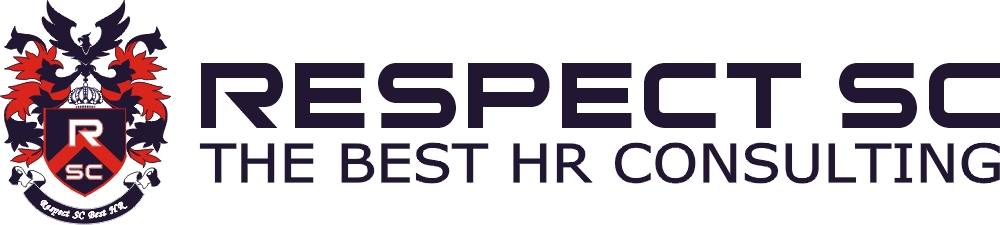 R
SC
Respect SC Best HR
RESPECT SC
THE BEST HR CONSULTING